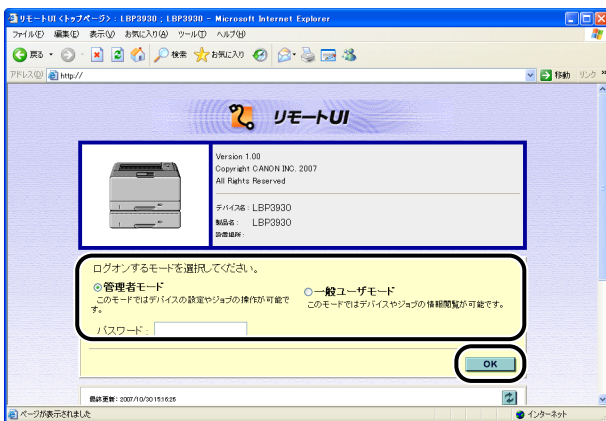 リモートUI <トップページ> : LBP3930 ; LBP3930 - Microsoft Internet Explorer
ファイル(F) 編集(E) 表示(V) お気に入り(A) ツール(T) ヘルプ(H)
戻る 検索 お気に入り
アドレス(D) http:// 移動 リンク »
リモートUI
Version 1.00
Copyright CANON INC. 2007
All Rights Reserved
デバイス名 : LBP3930
製品名 : LBP3930
設置場所 :
ログオンするモードを選択してください。
管理者モード
このモードではデバイスの設定やジョブの操作が可能です。
一般ユーザモード
このモードではデバイスやジョブの情報閲覧が可能です。
パスワード :
OK
最終更新 : 2007/10/30 15:16:26
ページが表示されました
インターネット